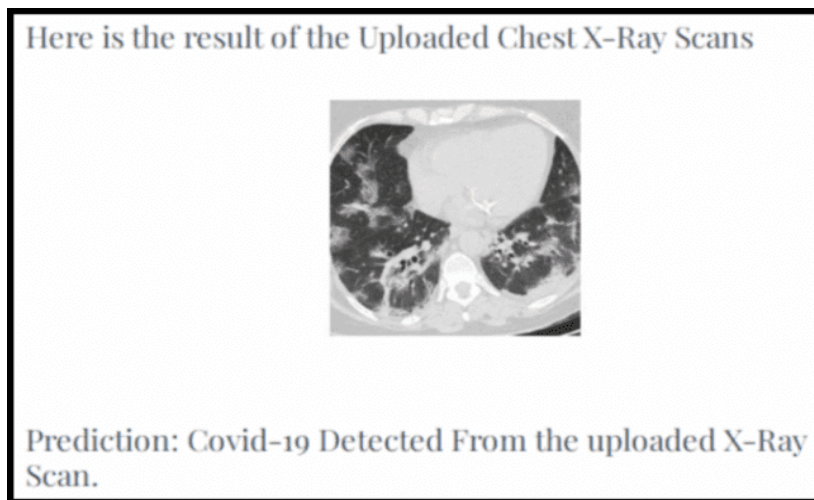 Here is the result of the Uploaded Chest X-Ray Scans
Prediction: Covid-19 Detected From the uploaded X-Ray
Scan.